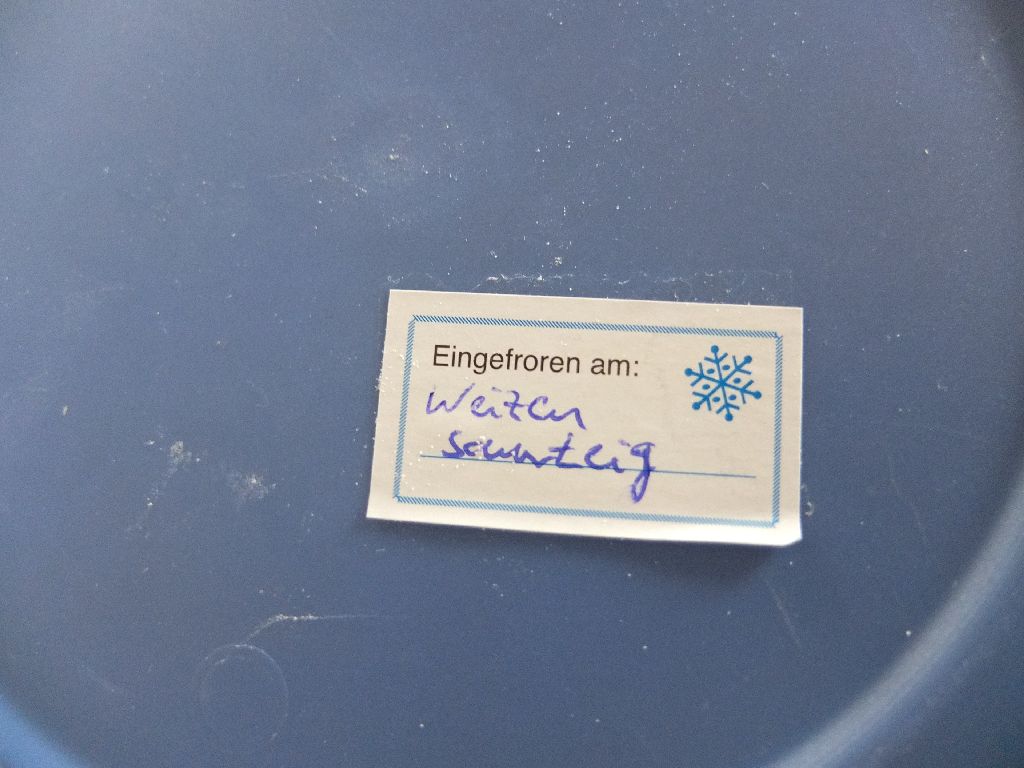 Eingefroren am:
Weizen
Sauerteig